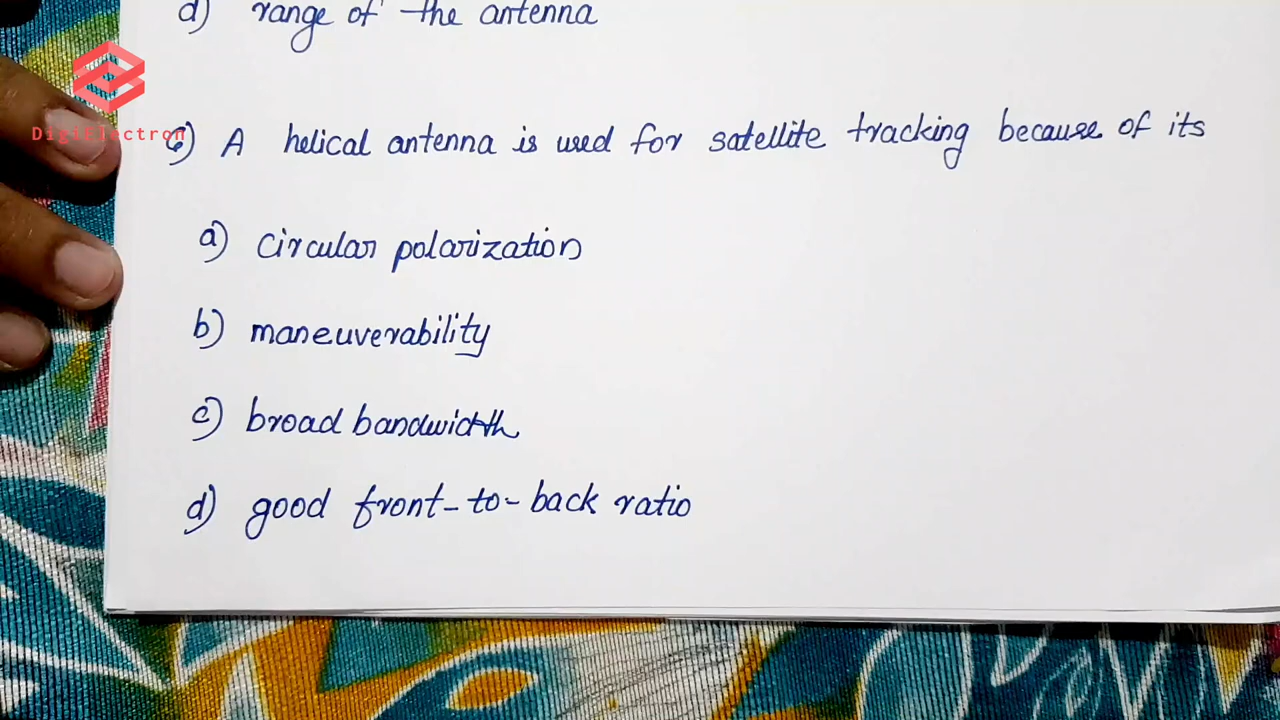 d) range of the antenna
DigiElectron
6) A helical antenna is used for satellite tracking because of its
a) circular polarization
b) maneuverability
c) broad bandwidth
d) good front-to-back ratio